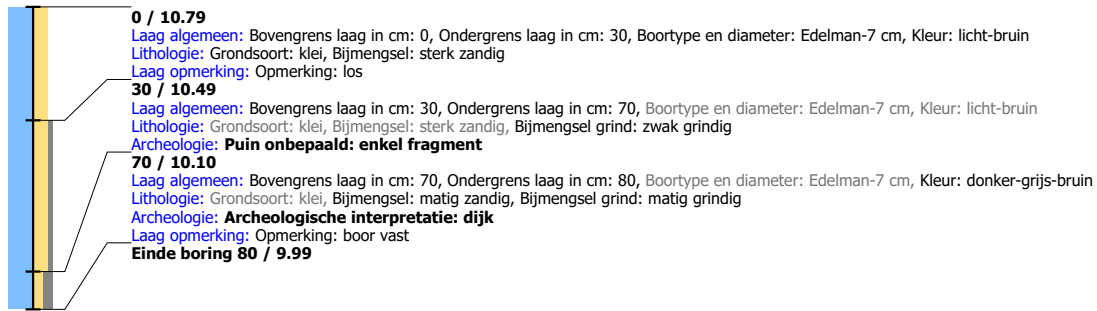 0 / 10.79
Laag algemeen: Bovengrens laag in cm: 0, Ondergrens laag in cm: 30, Boortype en diameter: Edelman-7 cm, Kleur: licht-bruin
Lithologie: Grondsoort: klei, Bijmengsel: sterk zandig
Laag opmerking: Opmerking: los
30 / 10.49
Laag algemeen: Bovengrens laag in cm: 30, Ondergrens laag in cm: 70, Boortype en diameter: Edelman-7 cm, Kleur: licht-bruin
Lithologie: Grondsoort: klei, Bijmengsel: sterk zandig, Bijmengsel grind: zwak grindig
Archeologie: Puin onbepaald: enkel fragment
70 / 10.10
Laag algemeen: Bovengrens laag in cm: 70, Ondergrens laag in cm: 80, Boortype en diameter: Edelman-7 cm, Kleur: donker-grijs-bruin
Lithologie: Grondsoort: klei, Bijmengsel: matig zandig, Bijmengsel grind: matig grindig
Archeologie: Archeologische interpretatie: dijk
Laag opmerking: Opmerking: boor vast
Einde boring 80 / 9.99